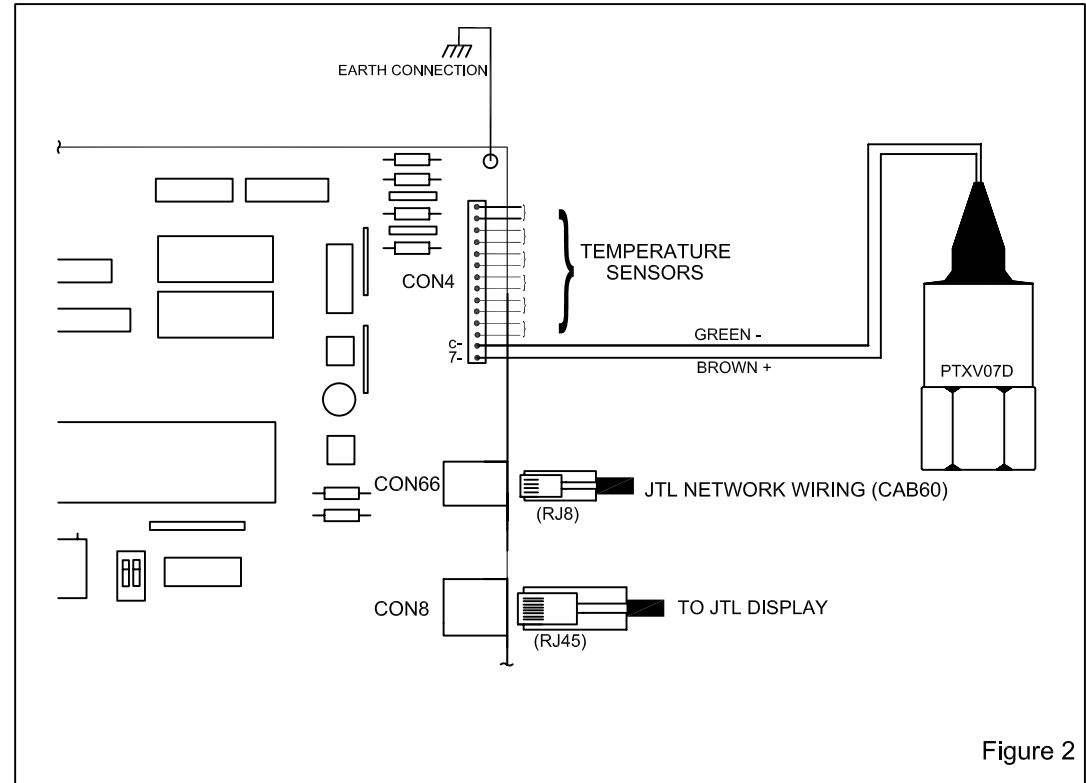 EARTH CONNECTION
CON4
TEMPERATURE
SENSORS
c-
7-
GREEN -
BROWN +
PTXV07D
CON66
(RJ8)
JTL NETWORK WIRING (CAB60)
CON8
(RJ45)
TO JTL DISPLAY
Figure 2